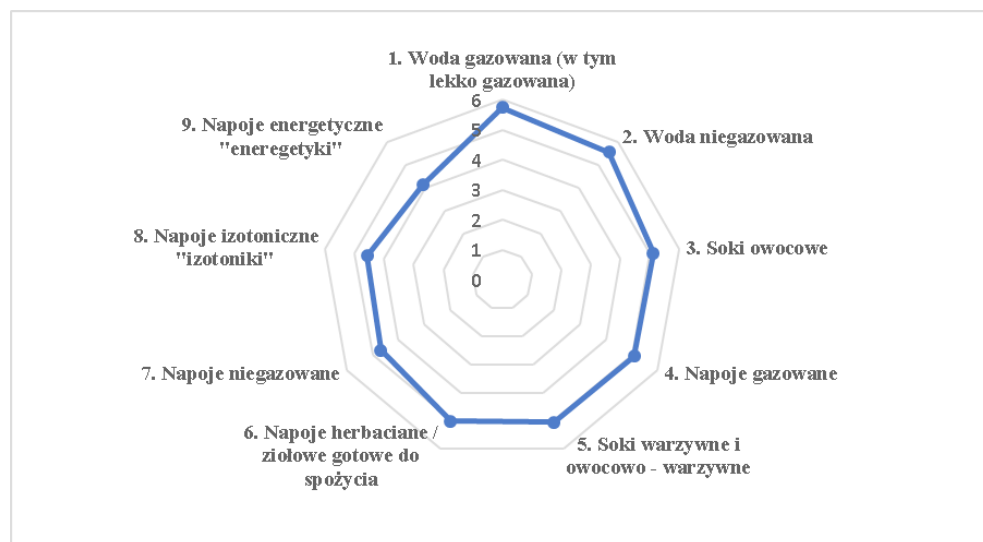 1. Woda gazowana (w tym
lekko gazowana)
2. Woda niegazowana
3. Soki owocowe
4. Napoje gazowane
5. Soki warzywne i
owocowo - warzywne
6. Napoje herbaciane /
ziołowe gotowe do
spożycia
7. Napoje niegazowane
8. Napoje izotoniczne
"izotoniki"
9. Napoje energetyczne
"eneregetyki"
6
5
4
3
2
1
0